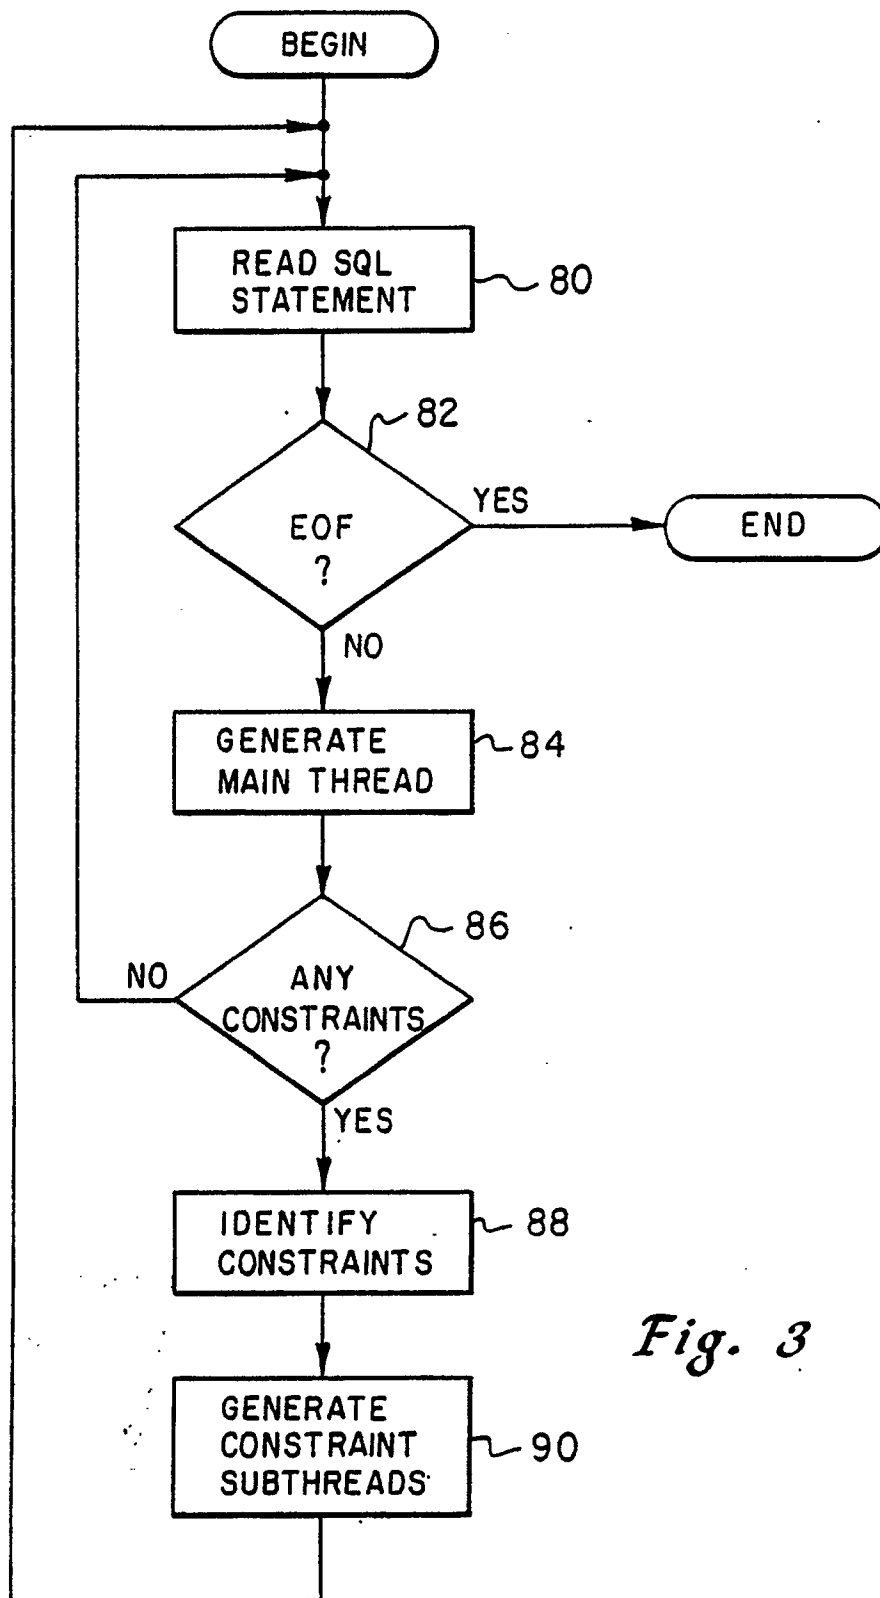 BEGIN
READ SQL
STATEMENT
80
82
EOF
?
YES
END
NO
GENERATE
MAIN THREAD
84
86
NO
ANY
CONSTRAINTS
?
YES
IDENTIFY
CONSTRAINTS
88
Fig. 3
GENERATE
CONSTRAINT
SUBTHREADS
90